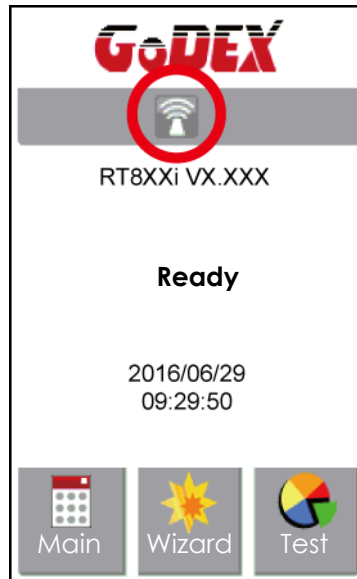 GoDEX
RT8XXi VX.XXX
Ready
2016/06/29
09:29:50
Main Wizard Test